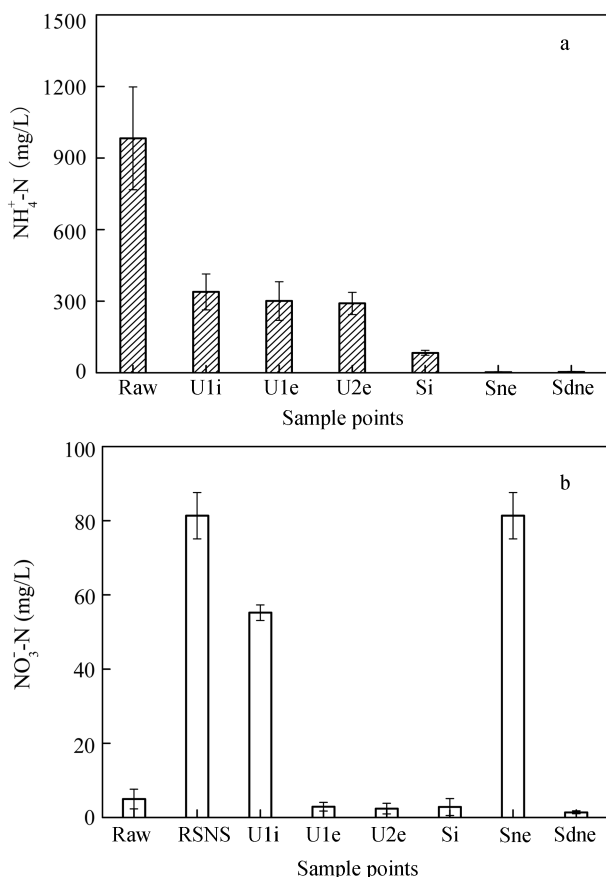 1500
a
1200
900
600
300
0
NH₄⁺-N (mg/L)
Raw U1i U1e U2e Si Sne Sdne
Sample points
100
b
80
60
40
20
0
NO₃⁻-N (mg/L)
Raw RSNS U1i U1e U2e Si Sne Sdne
Sample points